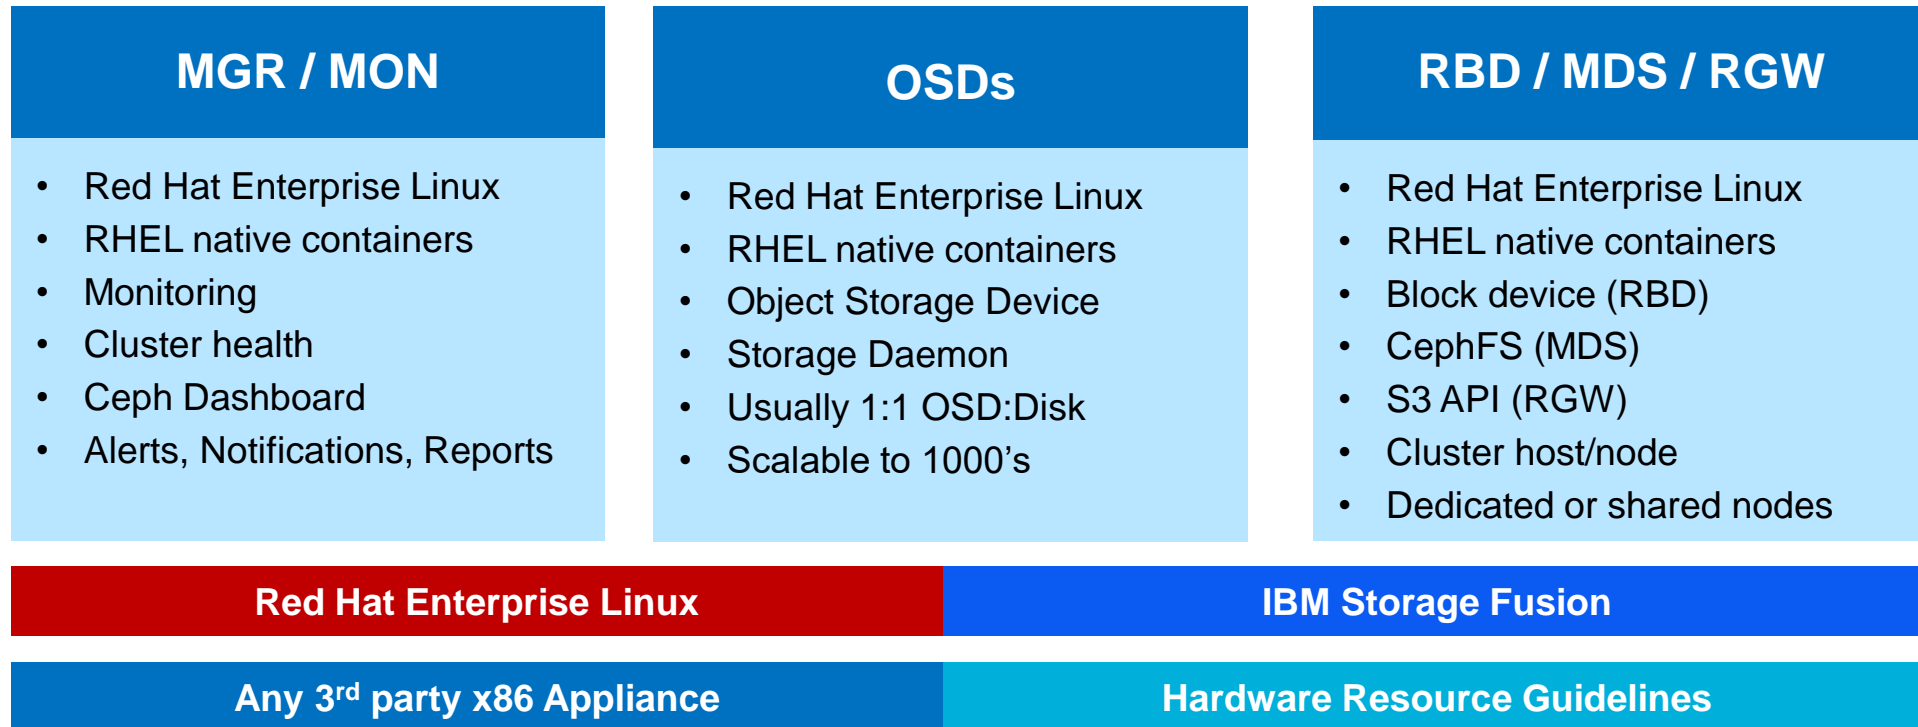 MGR / MON
• Red Hat Enterprise Linux
• RHEL native containers
• Monitoring
• Cluster health
• Ceph Dashboard
• Alerts, Notifications, Reports
OSDs
• Red Hat Enterprise Linux
• RHEL native containers
• Object Storage Device
• Storage Daemon
• Usually 1:1 OSD:Disk
• Scalable to 1000’s
RBD / MDS / RGW
• Red Hat Enterprise Linux
• RHEL native containers
• Block device (RBD)
• CephFS (MDS)
• S3 API (RGW)
• Cluster host/node
• Dedicated or shared nodes
Red Hat Enterprise Linux
IBM Storage Fusion
Any 3rd party x86 Appliance
Hardware Resource Guidelines